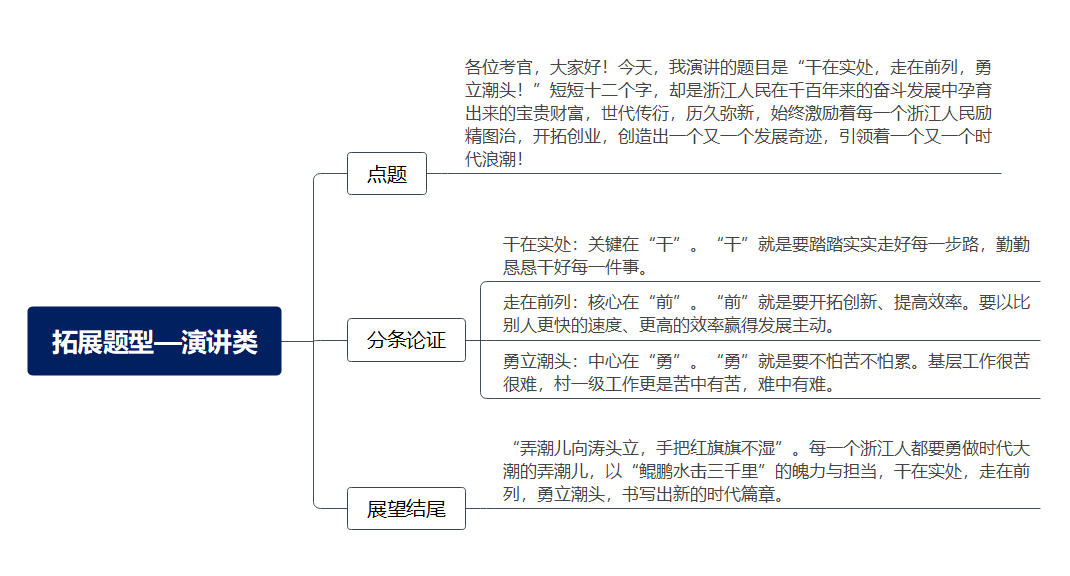 各位考官，大家好！今天，我演讲的题目是“干在实处，走在前列，勇
立潮头！”短短十二个字，却是浙江人民在千百年来的奋斗发展中孕育
出来的宝贵财富，世代传衍，历久弥新，始终激励着每一个浙江人民励
精图治，开拓创业，创造出一个又一个发展奇迹，引领着一个又一个时
代浪潮！
点题
干在实处：关键在“干”。“干”就是要踏踏实实走好每一步路，勤勤
恳恳干好每一件事。
走在前列：核心在“前”。“前”就是要开拓创新、提高效率。要以比
别人更快的速度、更高的效率赢得发展主动。
拓展题型—演讲类
分条论证
勇立潮头：中心在“勇”。“勇”就是要不怕苦不怕累。基层工作很苦
很难，村一级工作更是苦中有苦，难中有难。
“弄潮儿向涛头立，手把红旗旗不湿”。每一个浙江人都要勇做时代大
潮的弄潮儿，以“鲲鹏水击三千里”的魄力与担当，干在实处，走在前
列，勇立潮头，书写出新的时代篇章。
展望结尾